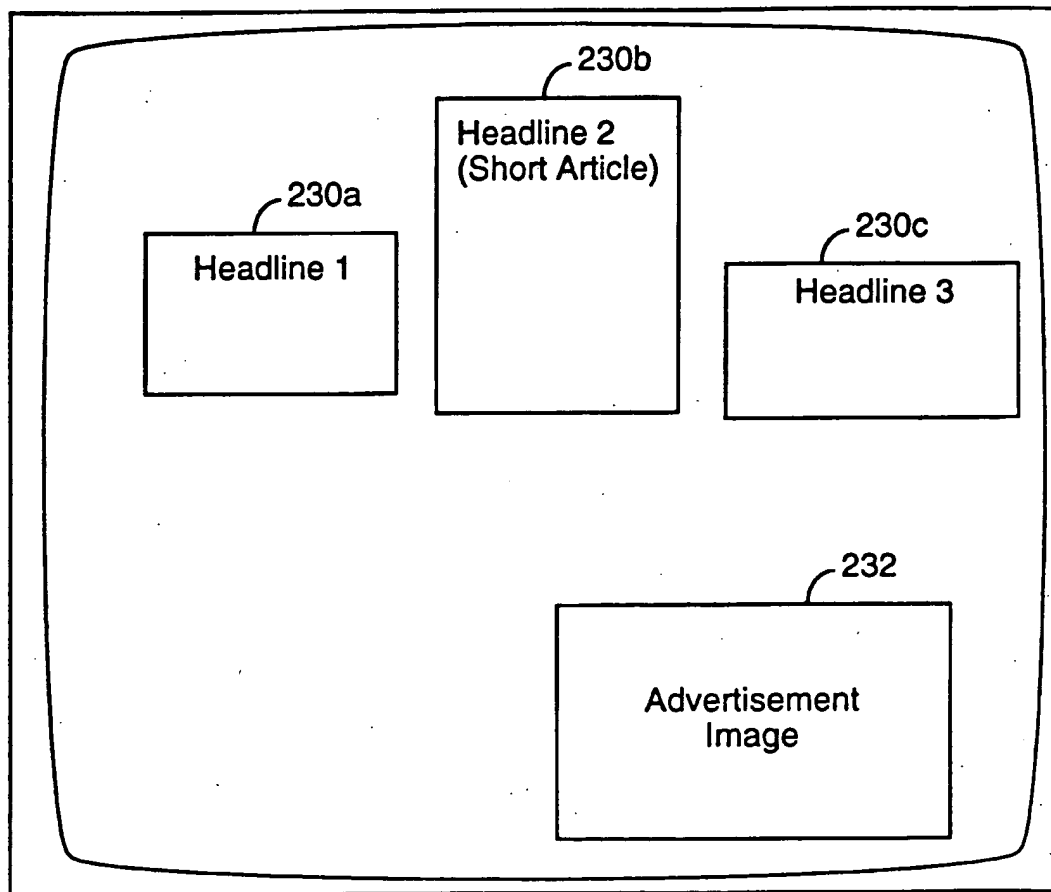 230b
Headline 2
(Short Article)
230a
Headline 1
230c
Headline 3
232
Advertisement
Image